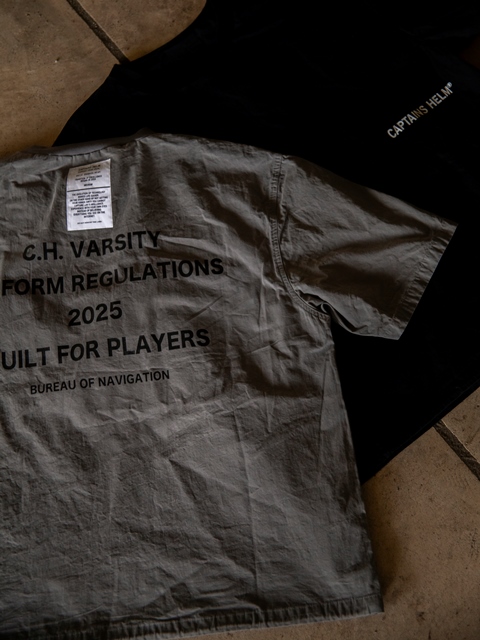 C.H. VARSITY
FORM REGULATIONS
2025
UILT FOR PLAYERS
BUREAU OF NAVIGATION
CAPTAINS HELM®